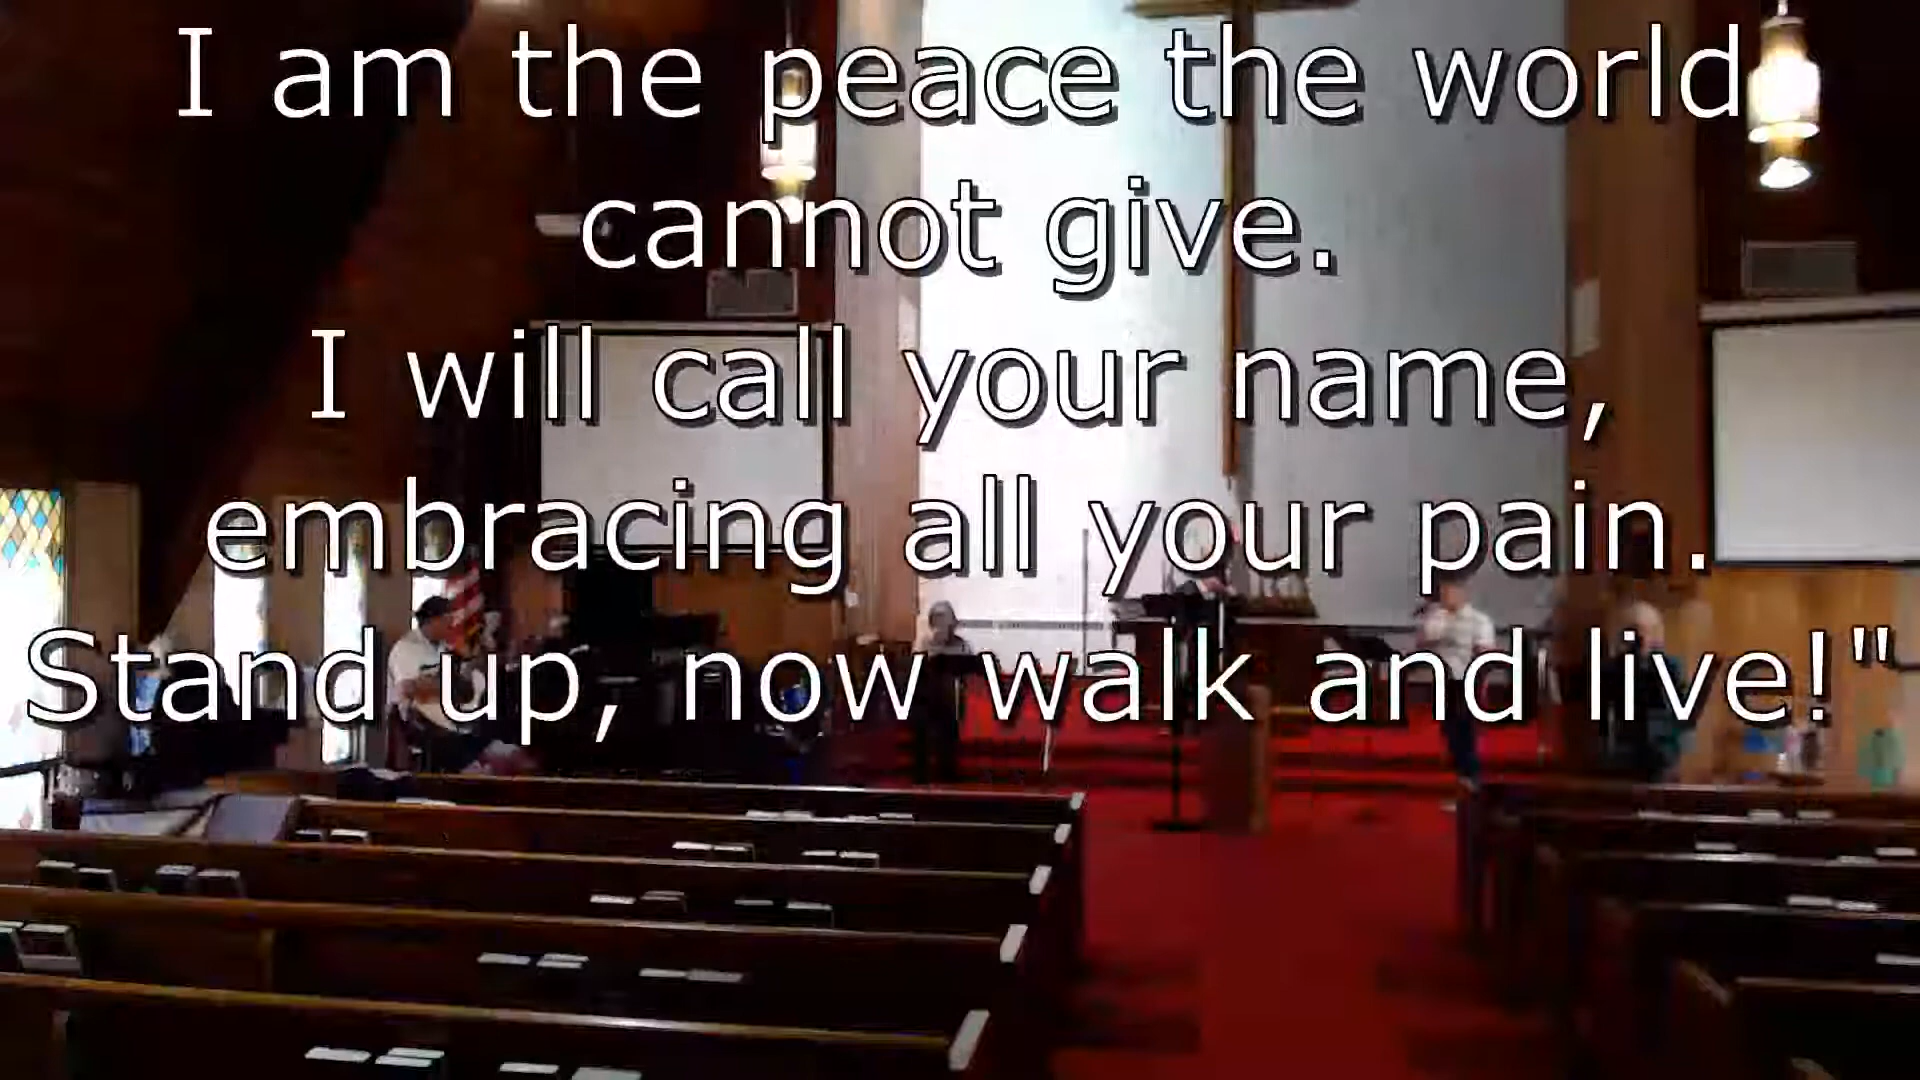 I am the peace the world
cannot give.
I will call your name,
embracing all your pain.
Stand up, now walk and live!"